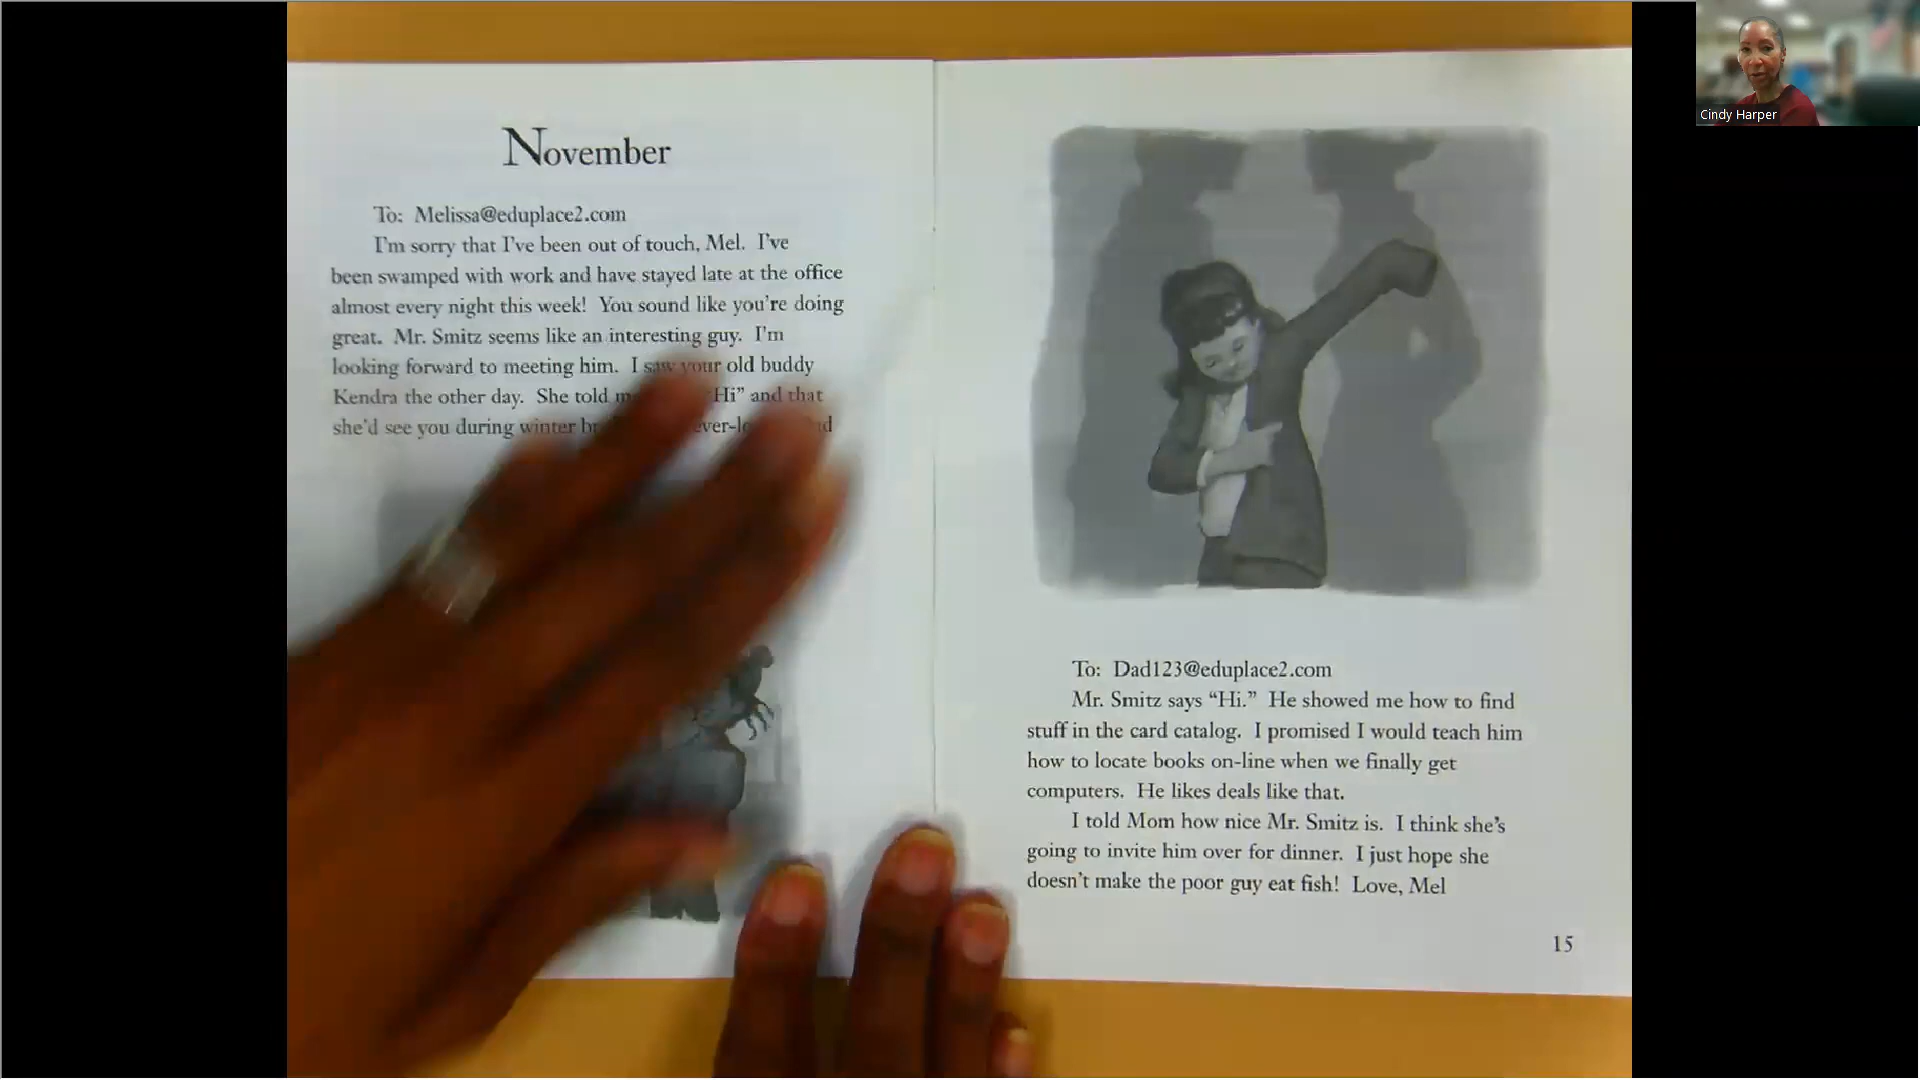 November
To: Melissa@eduplace2.com
I'm sorry that I've been out of touch, Mel. I've
been swamped with work and have stayed late at the office
almost every night this week! You sound like you're doing
great. Mr. Smitz seems like an interesting guy. I'm
looking forward to meeting him. I saw your old buddy
Kendra the other day. She told Hi" and that
she'd see you during winter
To: Dad123@eduplace2.com
Mr. Smitz says "Hi." He showed me how to find
stuff in the card catalog. I promised I would teach him
how to locate books on-line when we finally get
computers. He likes deals like that.
I told Mom how nice Mr. Smitz is. I think she's
going to invite him over for dinner. I just hope she
doesn't make the poor guy eat fish! Love, Mel
15
Cindy Harper